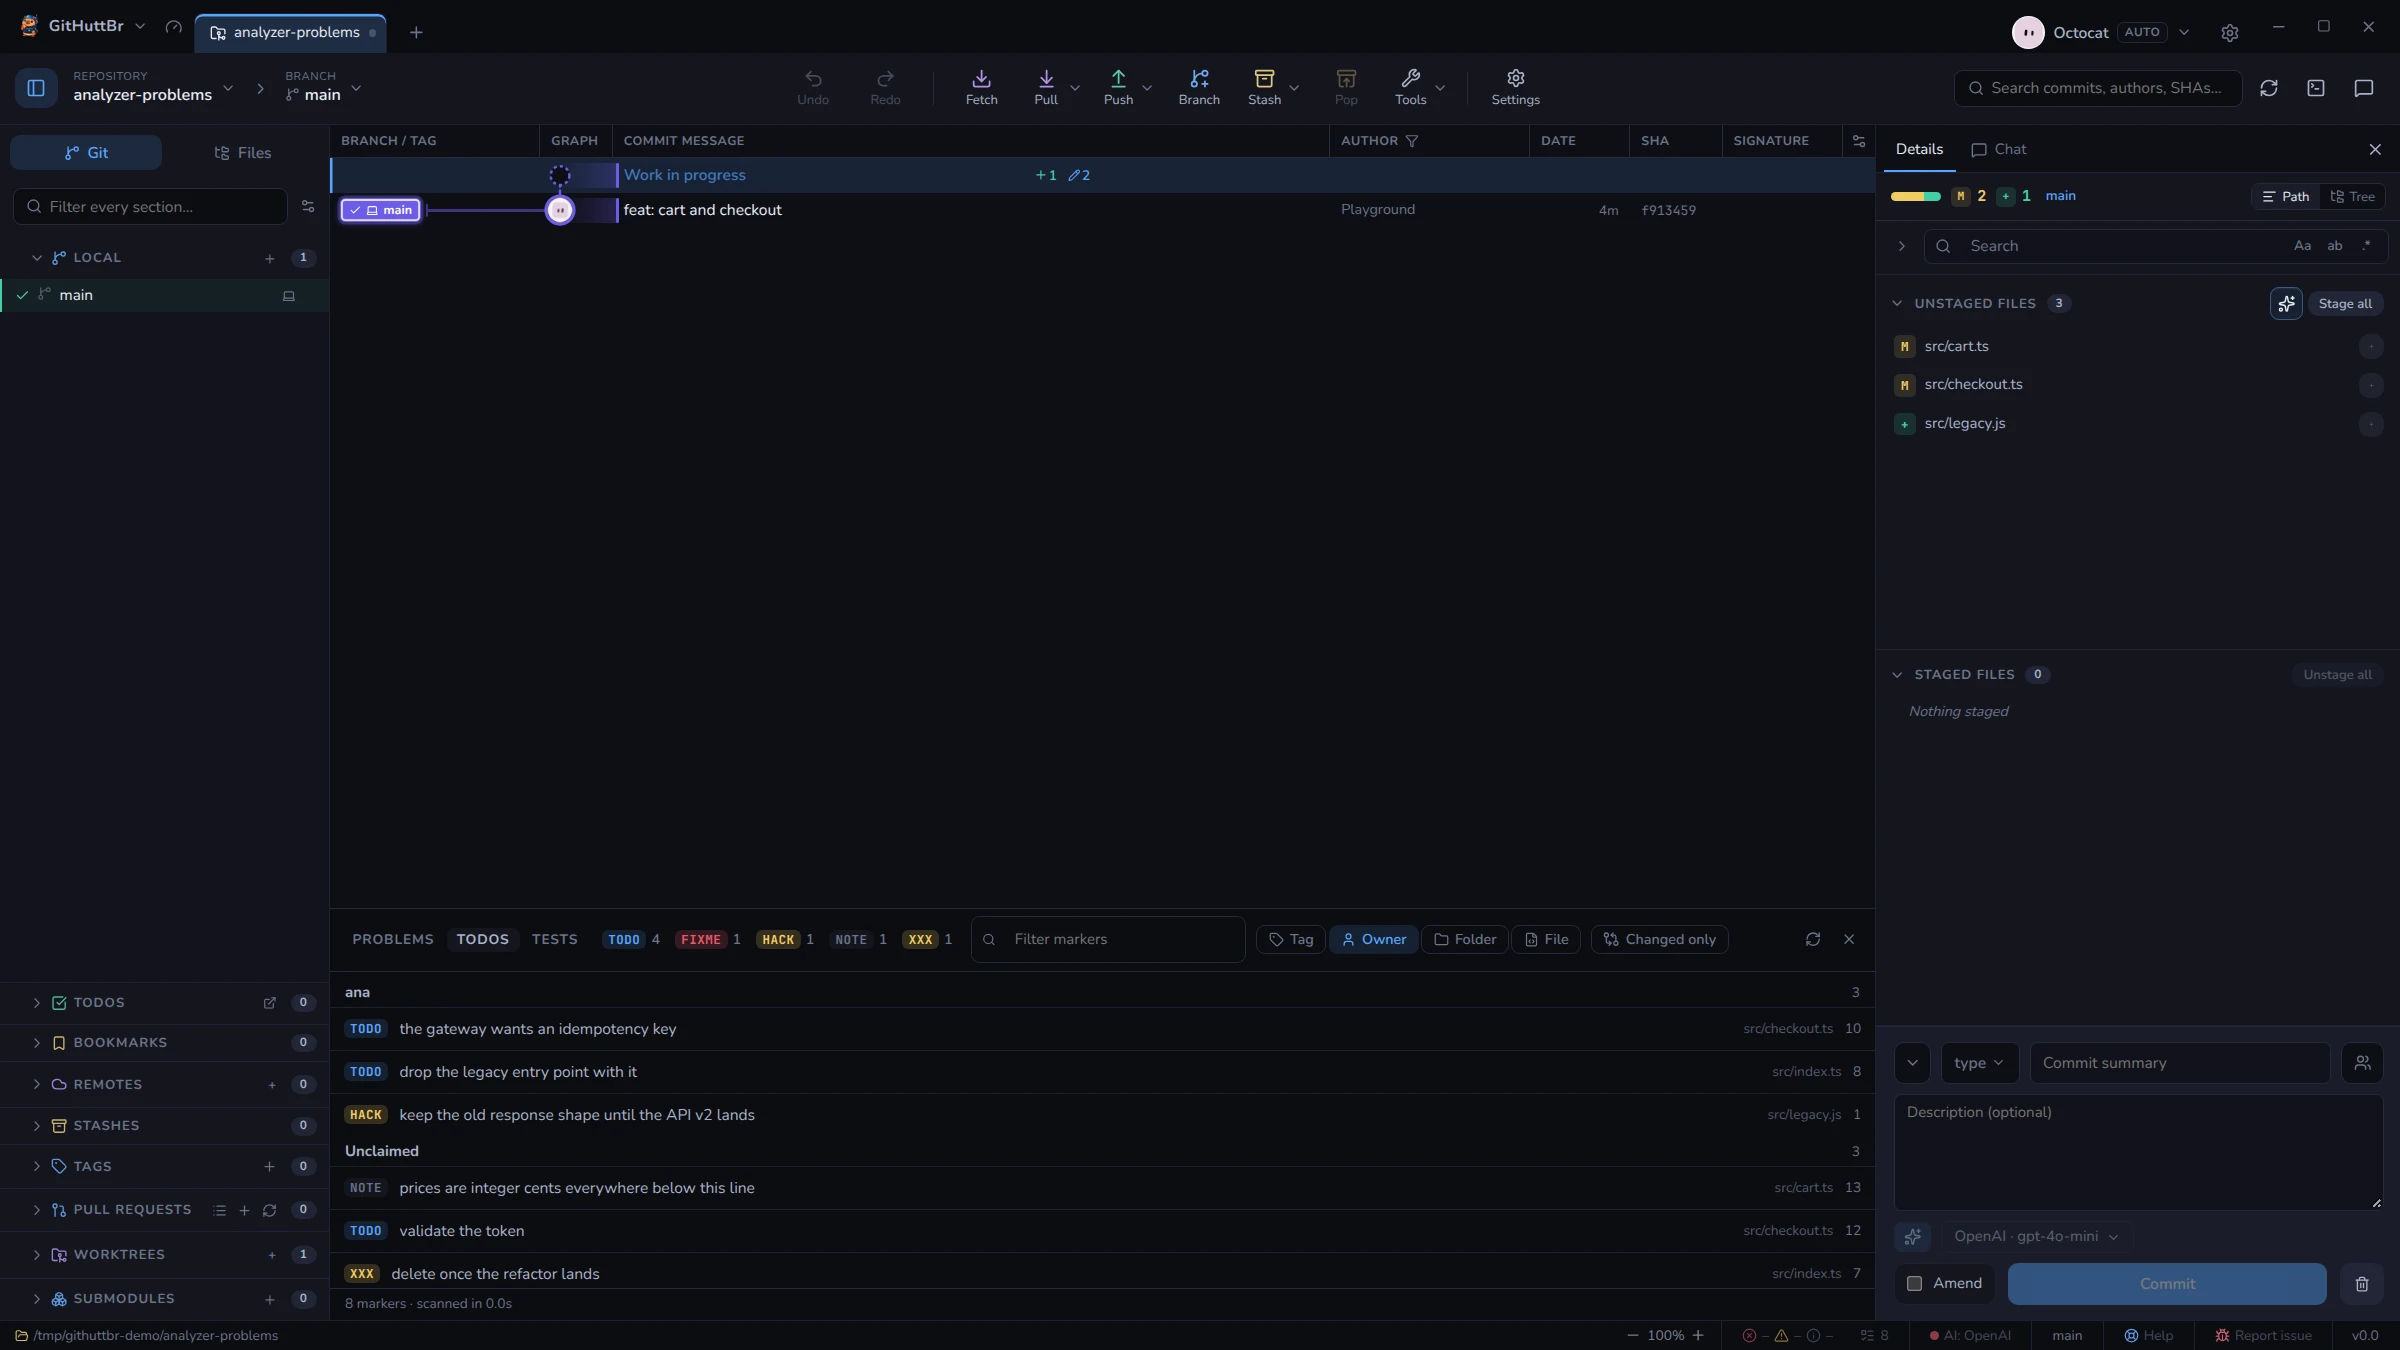 GitHuttBr
analyzer-problems
Octocat AUTO
REPOSITORY
analyzer-problems
BRANCH
main
Undo
Redo
Fetch
Pull
Push
Branch
Stash
Pop
Tools
Settings
Search commits, authors, SHAs...
Git
Files
Filter every section...
LOCAL 1
main
TODOS 0
BOOKMARKS 0
REMOTES 0
STASHES 0
TAGS 0
PULL REQUESTS 0
WORKTREES 1
SUBMODULES 0
BRANCH / TAG GRAPH COMMIT MESSAGE AUTHOR DATE SHA SIGNATURE
Work in progress +1 2
main feat: cart and checkout Playground 4m f913459
PROBLEMS TODOS TESTS TODO 4 FIXME 1 HACK 1 NOTE 1 XXX 1 Filter markers Tag Owner Folder File Changed only
ana 3
TODO the gateway wants an idempotency key src/checkout.ts 10
TODO drop the legacy entry point with it src/index.ts 8
HACK keep the old response shape until the API v2 lands src/legacy.js 1
Unclaimed 3
NOTE prices are integer cents everywhere below this line src/cart.ts 13
TODO validate the token src/checkout.ts 12
XXX delete once the refactor lands src/index.ts 7
8 markers · scanned in 0.0s
Details Chat
M 2 + 1 main Path Tree
Search Aa ab .*
UNSTAGED FILES 3 Stage all
M src/cart.ts
M src/checkout.ts
+ src/legacy.js
STAGED FILES 0 Unstage all
Nothing staged
type Commit summary
Description (optional)
OpenAI · gpt-4o-mini
Amend Commit
/tmp/githuttbr-demo/analyzer-problems — 100% + – – – 8 AI: OpenAI main Help Report issue v0.0